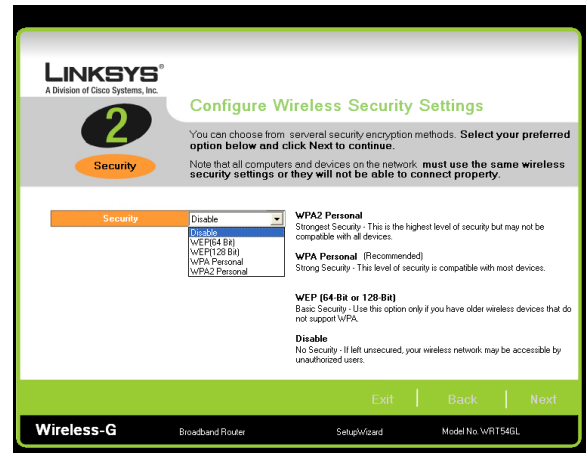 LINKSYS®
A Division of Cisco Systems, Inc.
2
Security
Configure Wireless Security Settings
You can choose from serveral security encryption methods. Select your preferred
option below and click Next to continue.
Note that all computers and devices on the network must use the same wireless
security settings or they will not be able to connect property.
Security
Disable
Disable
WEP(64 Bit)
WEP(128 Bit)
WPA Personal
WPA2 Personal
WPA2 Personal
Strongest Security - This is the highest level of security but may not be
compatible with all devices.
WPA Personal (Recommended)
Strong Security - This level of security is compatible with most devices.
WEP (64-Bit or 128-Bit)
Basic Security - Use this option only if you have older wireless devices that do
not support WPA.
Disable
No Security - If left unsecured, your wireless network may be accessible by
unauthorized users.
Exit Back Next
Wireless-G Broadband Router SetupWizard Model No. WRT54GL